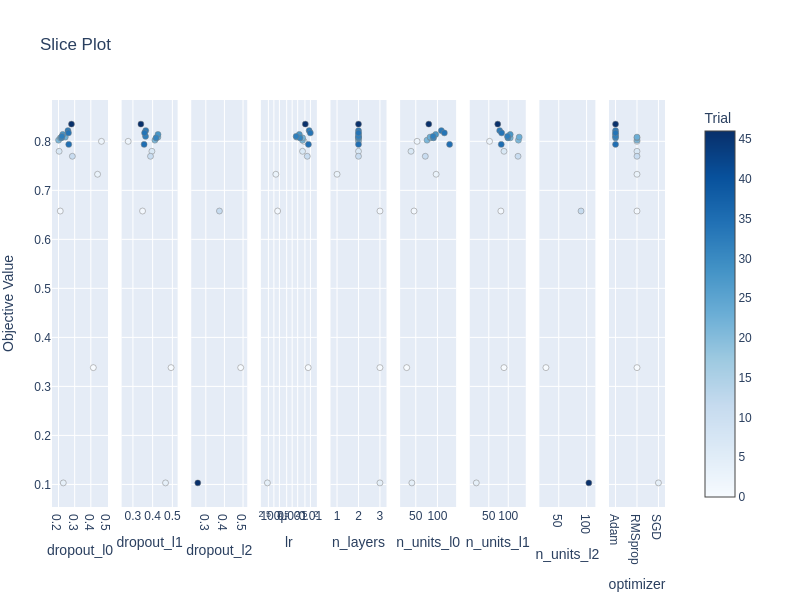 Slice Plot
Trial
Objective Value
0.8
0.7
0.6
0.5
0.4
0.3
0.2
0.1
0.2 0.3 0.4 0.5
dropout_l0
0.3 0.4 0.5
dropout_l1
0.3 0.4 0.5
dropout_l2
lr
1 2 3
n_layers
50 100
n_units_l0
50 100
n_units_l1
50 100
n_units_l2
Adam RMSprop SGD
optimizer
45
40
35
30
25
20
15
10
5
0